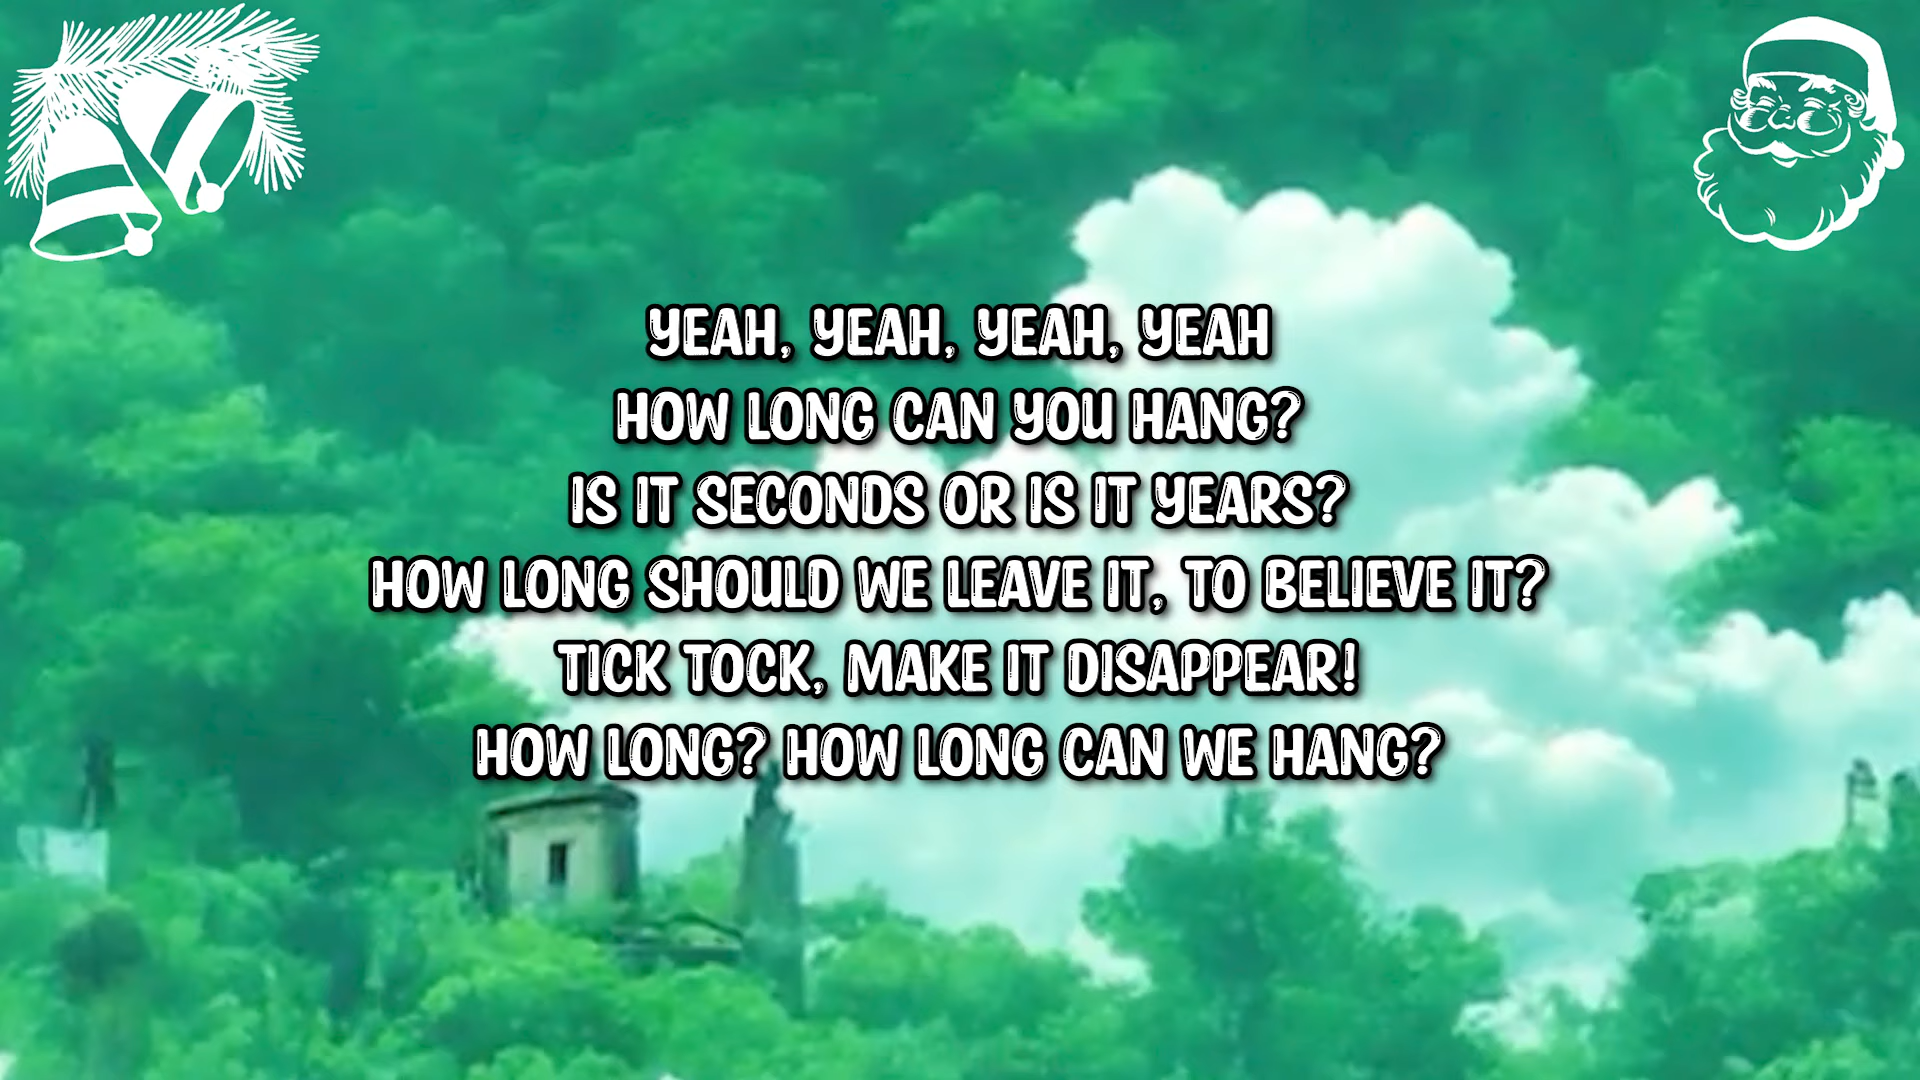 YEAH, YEAH, YEAH, YEAH
HOW LONG CAN YOU HANG?
IS IT SECONDS OR IS IT YEARS?
HOW LONG SHOULD WE LEAVE IT, TO BELIEVE IT?
TICK TOCK, MAKE IT DISAPPEAR!
HOW LONG? HOW LONG CAN WE HANG?